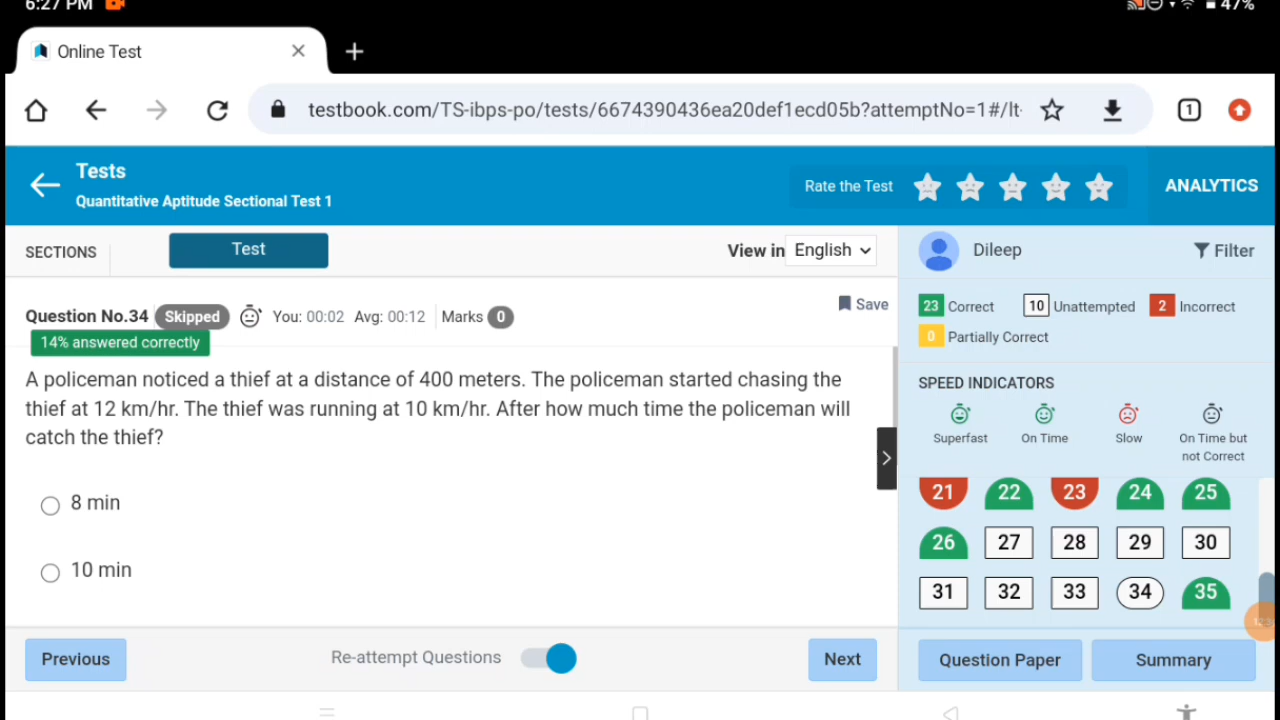 6:27 PM
47%
Online Test
testbook.com/TS-ibps-po/tests/6674390436ea20def1ecd05b?attemptNo=1#/lt-
1
Tests
Quantitative Aptitude Sectional Test 1
Rate the Test
ANALYTICS
SECTIONS
Test
View in English
Dileep
Filter
Question No.34 Skipped You: 00:02 Avg: 00:12 Marks 0
Save
14% answered correctly
23 Correct 10 Unattempted 2 Incorrect
0 Partially Correct
A policeman noticed a thief at a distance of 400 meters. The policeman started chasing the
thief at 12 km/hr. The thief was running at 10 km/hr. After how much time the policeman will
catch the thief?
8 min
10 min
SPEED INDICATORS
Superfast
On Time
Slow
On Time but
not Correct
21 22 23 24 25
26 27 28 29 30
31 32 33 34 35
Previous
Re-attempt Questions
Next
Question Paper
Summary